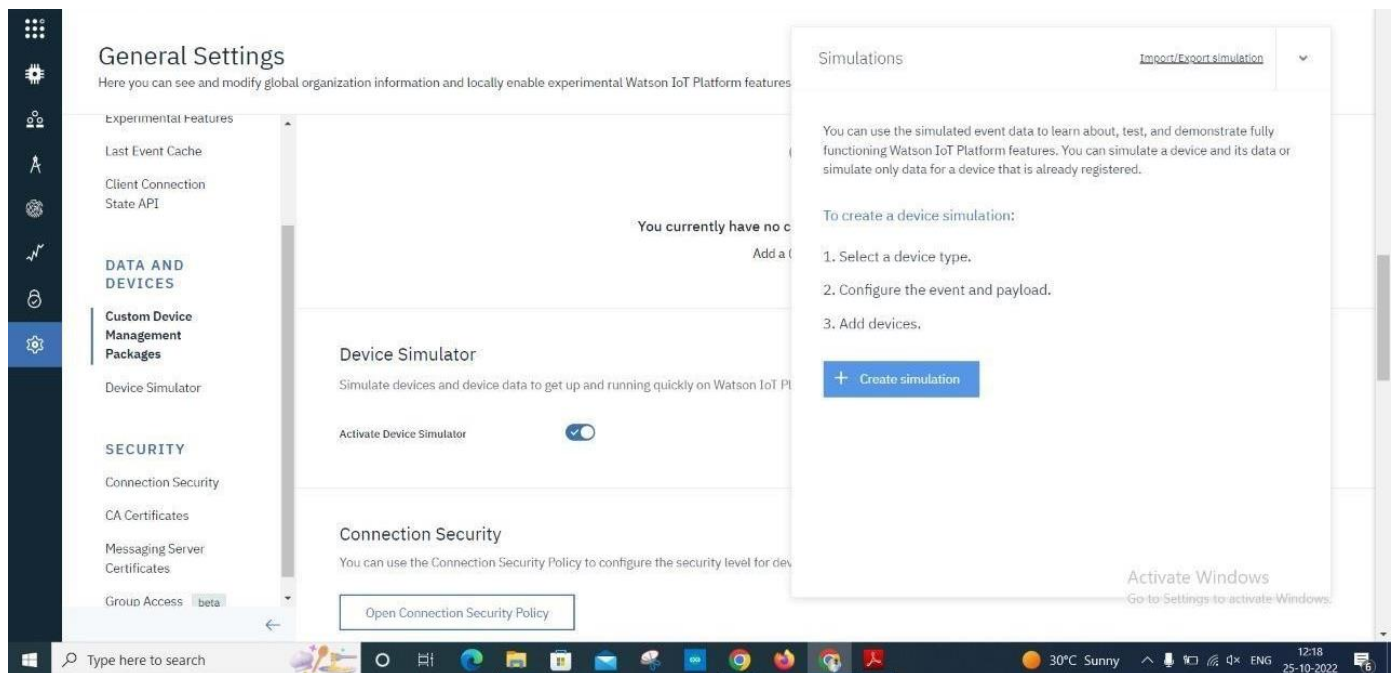 General Settings
Here you can see and modify global organization information and locally enable experimental Watson IoT Platform features
Experimental Features
Last Event Cache
Client Connection
State API
DATA AND
DEVICES
Custom Device
Management
Packages
Device Simulator
SECURITY
Connection Security
CA Certificates
Messaging Server
Certificates
Group Access beta
You currently have no c
Add a
Device Simulator
Simulate devices and device data to get up and running quickly on Watson IoT Pl
Activate Device Simulator
Connection Security
You can use the Connection Security Policy to configure the security level for dev
Open Connection Security Policy
Simulations
Import/Export simulation
You can use the simulated event data to learn about, test, and demonstrate fully
functioning Watson IoT Platform features. You can simulate a device and its data or
simulate only data for a device that is already registered.
To create a device simulation:
1. Select a device type.
2. Configure the event and payload.
3. Add devices.
+ Create simulation
Activate Windows
Go to Settings to activate Windows.
Type here to search
30°C Sunny
ENG
12:18
25-10-2022
6